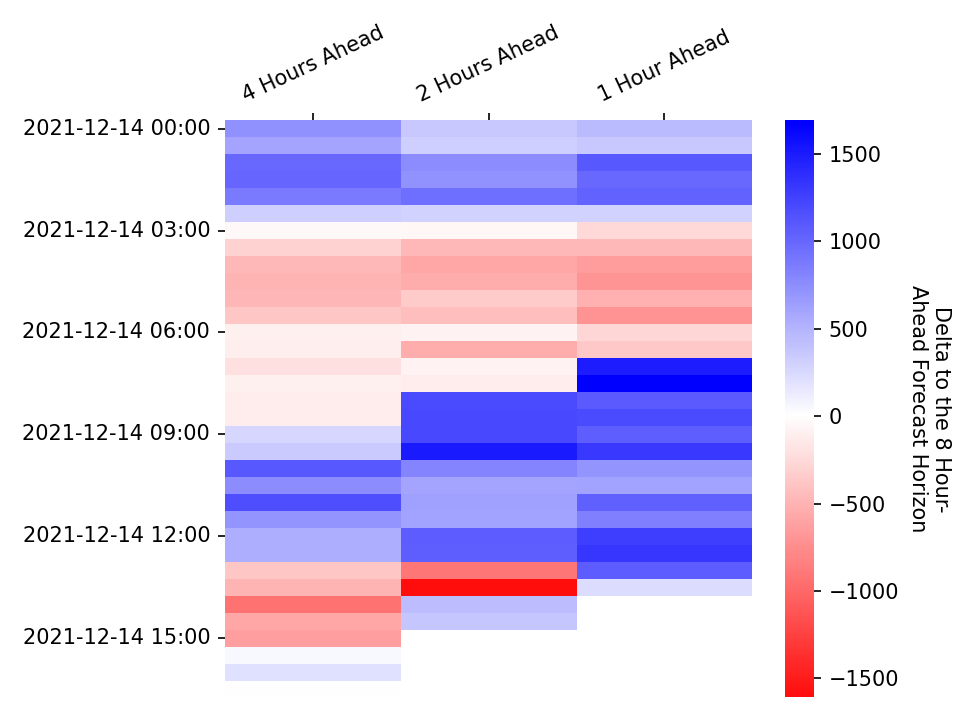 4 Hours Ahead
2 Hours Ahead
1 Hour Ahead
2021-12-14 00:00
2021-12-14 03:00
2021-12-14 06:00
2021-12-14 09:00
2021-12-14 12:00
2021-12-14 15:00
1500
1000
500
0
−500
−1000
−1500
Delta to the 8 Hour-
Ahead Forecast Horizon